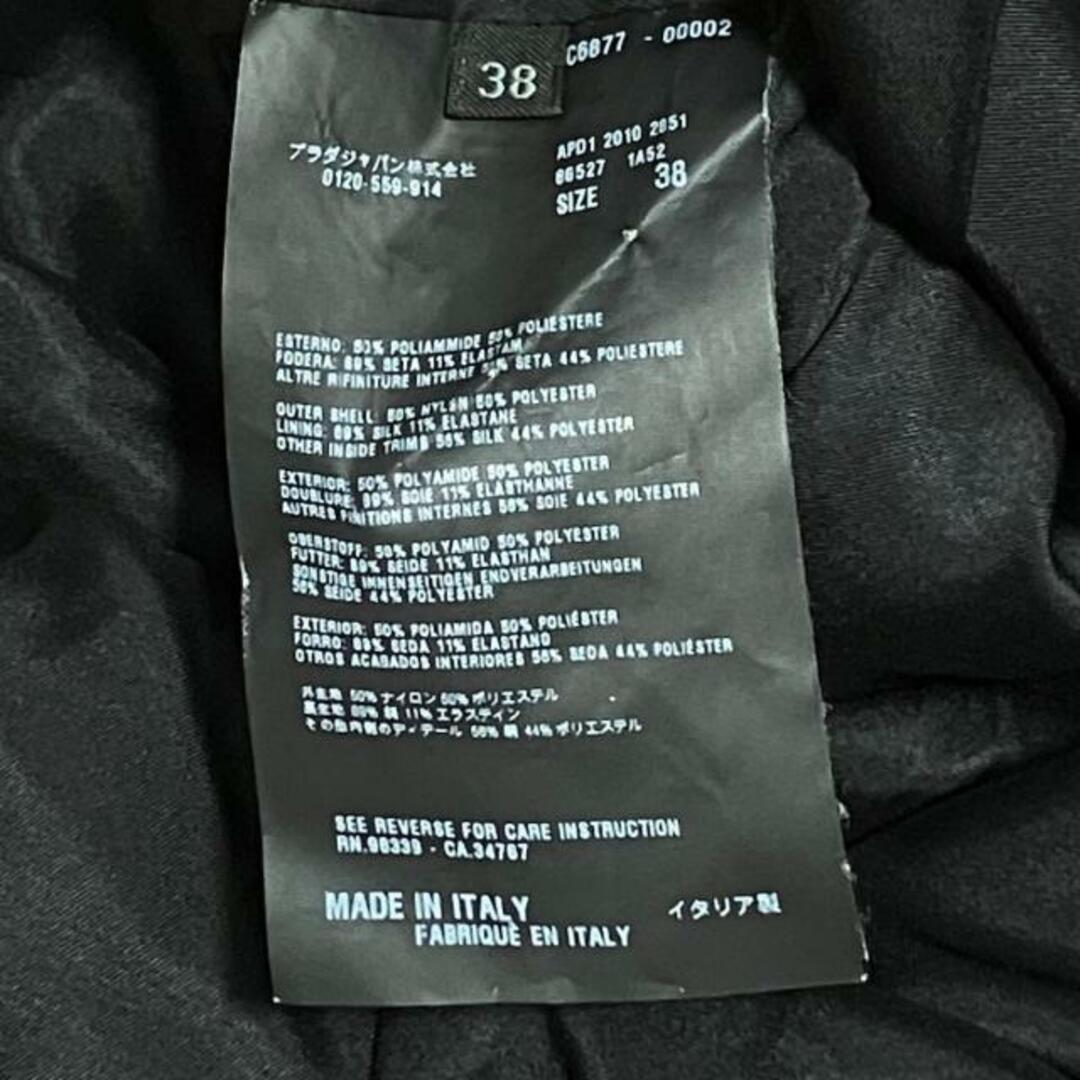 38
C6877 - 00002
プラダジャパン株式会社
0120-559-914
APD1 2010 2851
86527 1A52
SIZE 38
ESTERNO: 50% POLIAMMIDE 50% POLIESTERE
FODERA: 89% SETA 11% ELASTAM
ALTRE RIFINITURE INTERNE 56% SETA 44% POLIESTERE
OUTER SHELL: 50% NYLON 50% POLYESTER
LINING: 89% SILK 11% ELASTANE
OTHER INSIDE TRIMS 56% SILK 44% POLYESTER
EXTERIOR: 50% POLYAMIDE 50% POLYESTER
DOUBLURE: 89% SOIE 11% ELASTHANNE
AUTRES FINITIONS INTERNES 56% SOIE 44% POLYESTER
OBERSTOFF: 50% POLYAMID 50% POLYESTER
FUTTER: 89% SEIDE 11% ELASTHAN
SONSTIGE INNENSEITIGEN ENDVERARBEITUNGEN
56% SEIDE 44% POLYESTER
EXTERIOR: 50% POLIAMIDA 50% POLIÉSTER
FORRO: 89% SEDA 11% ELASTANO
OTROS ACABADOS INTERIORES 56% SEDA 44% POLIÉSTER
外生地 50% ナイロン 50% ポリエステル
裏生地 89% 絹 11% エラスティン
その他内側のディテール 56% 絹 44% ポリエステル
SEE REVERSE FOR CARE INSTRUCTION
RN.98339 - CA.34767
MADE IN ITALY
イタリア製
FABRIQUE EN ITALY